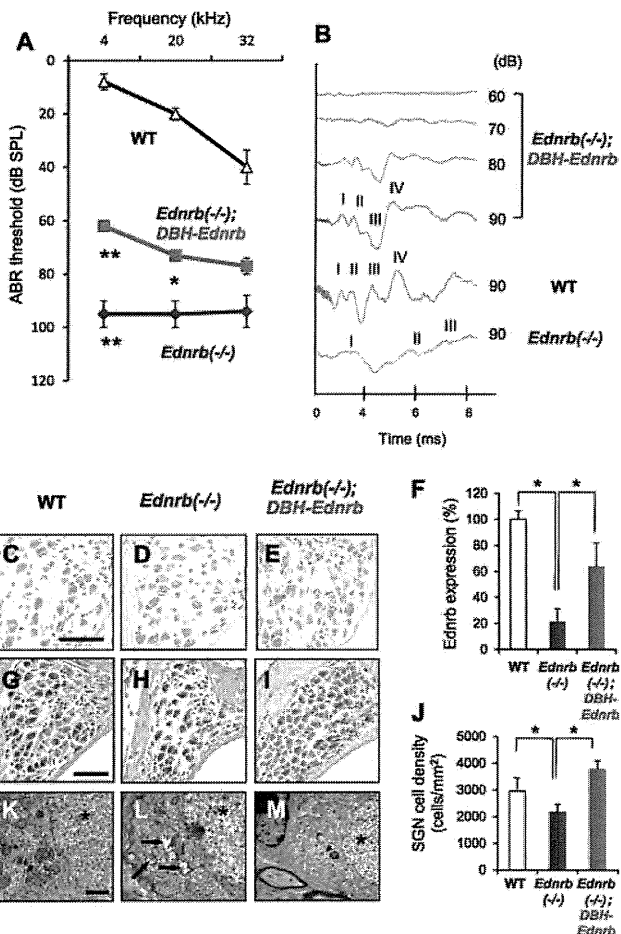 A
Frequency (kHz)
4 20 32
ABR threshold (dB SPL)
0
20
40
60
80
100
120
WT
Ednrb(-/-);
DBH-Ednrb
**
*
**
Ednrb(-/-)
B
(dB)
60
70
80
90
90
90
Ednrb(-/-);
DBH-Ednrb
WT
Ednrb(-/-)
I II III IV
I II III IV
I II III
0 4 8
Time (ms)
WT
Ednrb(-/-)
Ednrb(-/-);
DBH-Ednrb
C
D
E
G
H
I
K
*
L
*
M
*
F
Ednrb expression (%)
120
100
80
60
40
20
0
* *
WT
Ednrb
(-/-)
Ednrb
(-/-);
DBH-
Ednrb
J
SGN cell density
(cells/mm²)
5000
4000
3000
2000
1000
0
* *
WT
Ednrb
(-/-)
Ednrb
(-/-);
DBH-
Ednrb